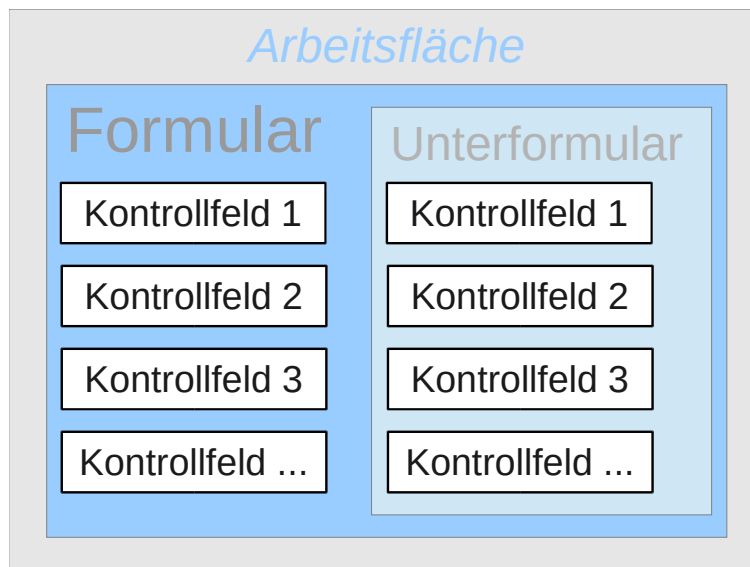 Arbeitsfläche
Formular
Kontrollfeld 1
Kontrollfeld 2
Kontrollfeld 3
Kontrollfeld ...
Unterformular
Kontrollfeld 1
Kontrollfeld 2
Kontrollfeld 3
Kontrollfeld ...